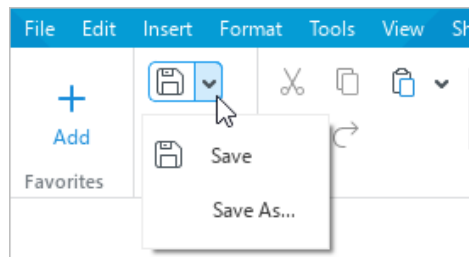 File Edit Insert Format Tools View Sh
Add
Favorites
Save
Save As...